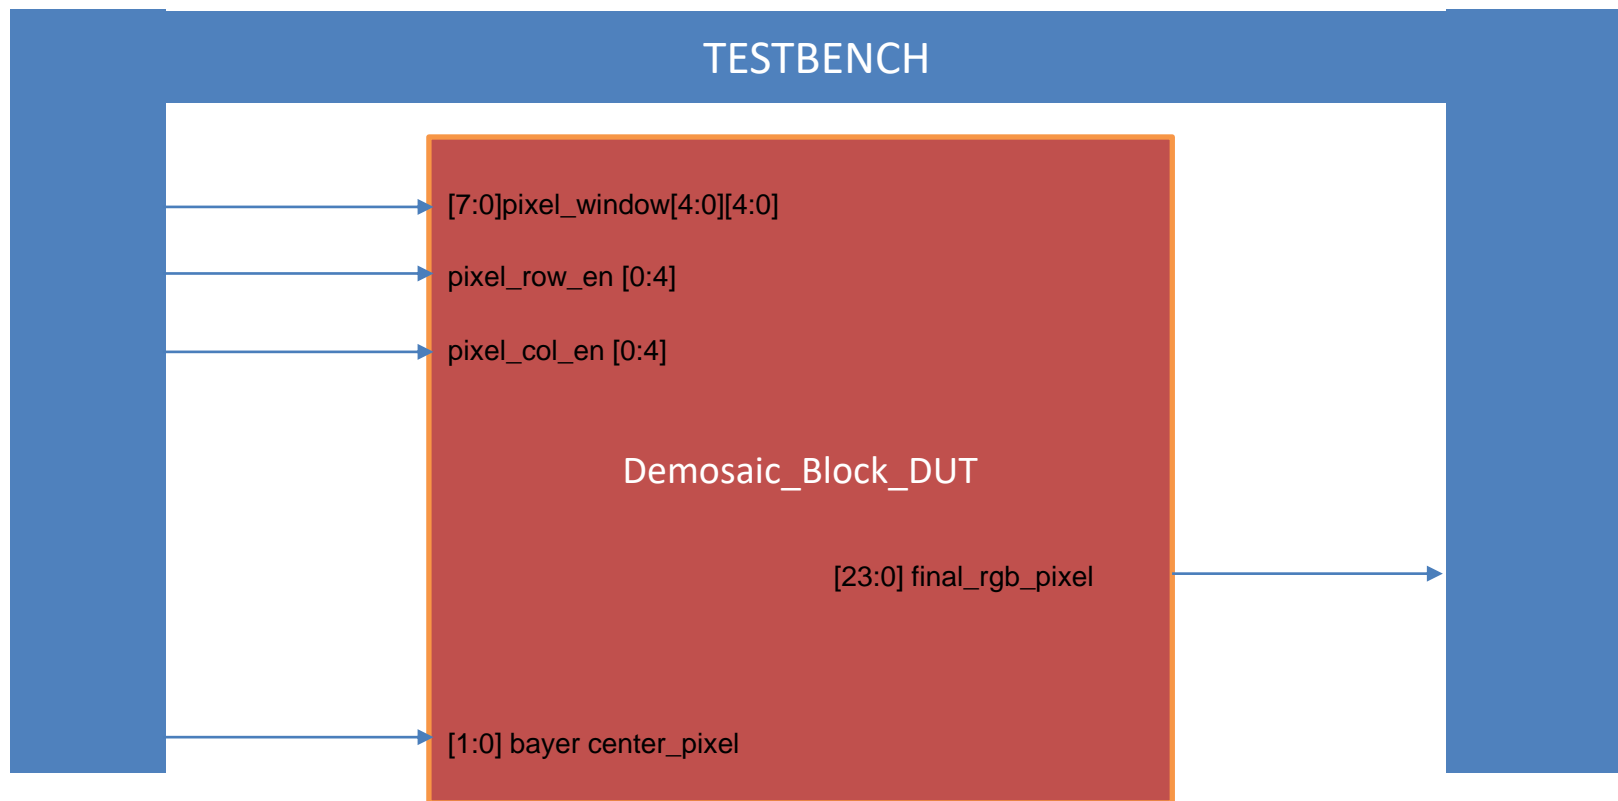 TESTBENCH
[7:0]pixel_window[4:0][4:0]
pixel_row_en [0:4]
pixel_col_en [0:4]
Demosaic_Block_DUT
[23:0] final_rgb_pixel
[1:0] bayer center_pixel